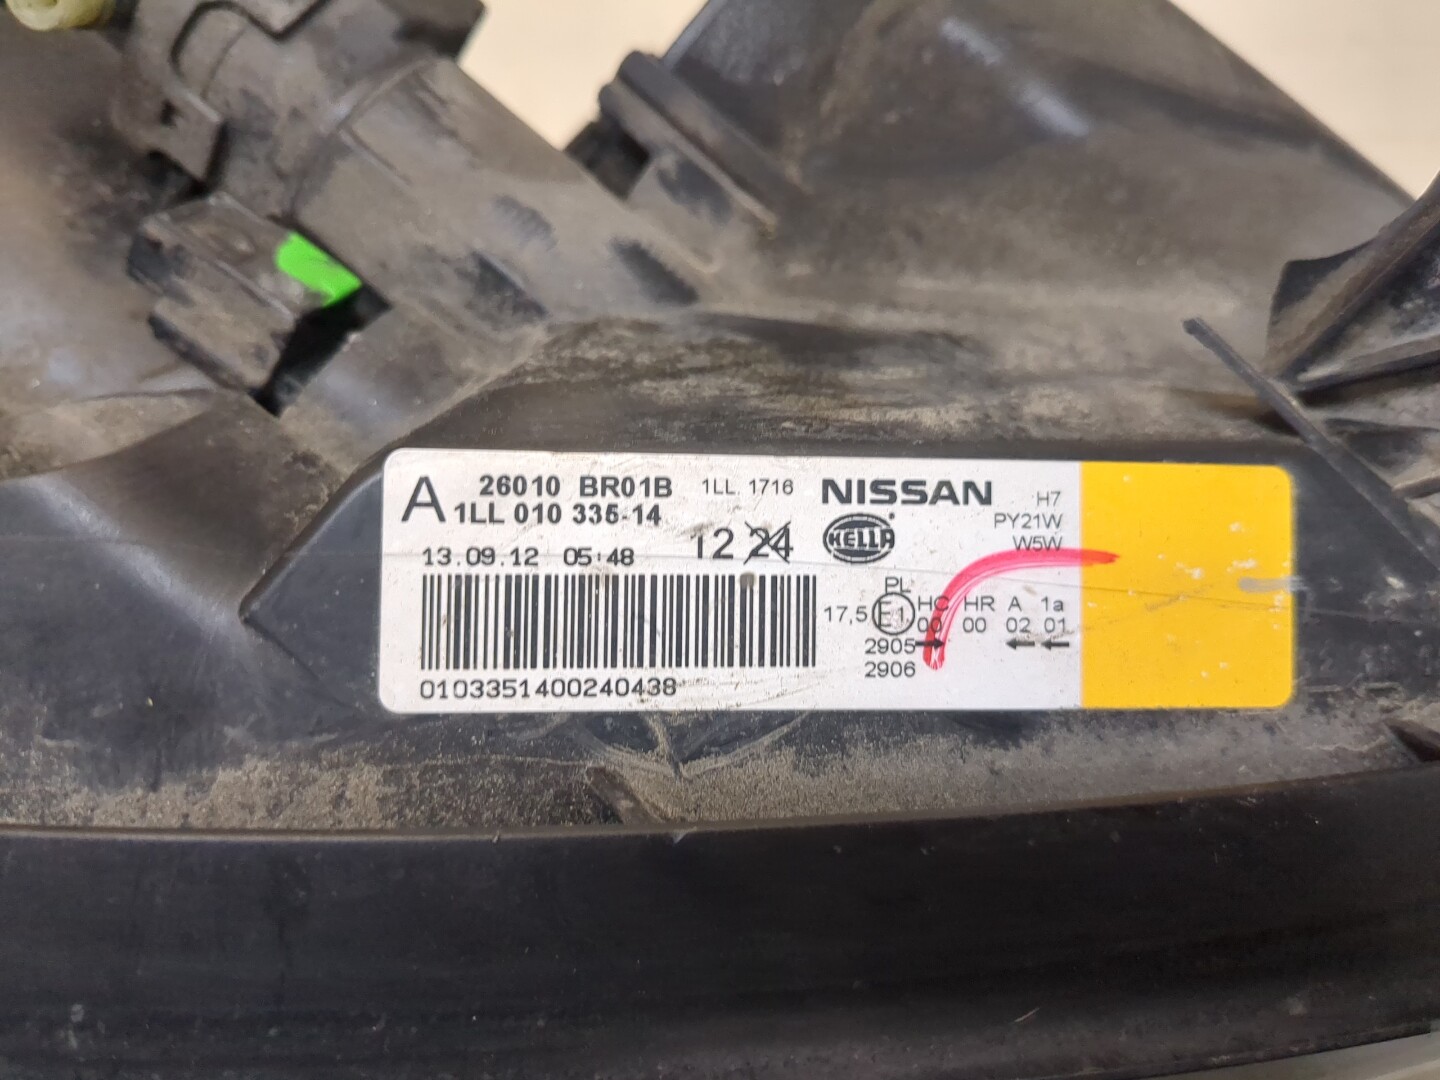 A 26010 BR01B 1LL. 1716
1LL 010 335-14
13.09.12 05:48 12 24
0103351400240438
NISSAN
HELLA
H7
PY21W
W5W
PL HC HR A 1a
17,5 E1 00 00 02 01
2905 → ← ←
2906